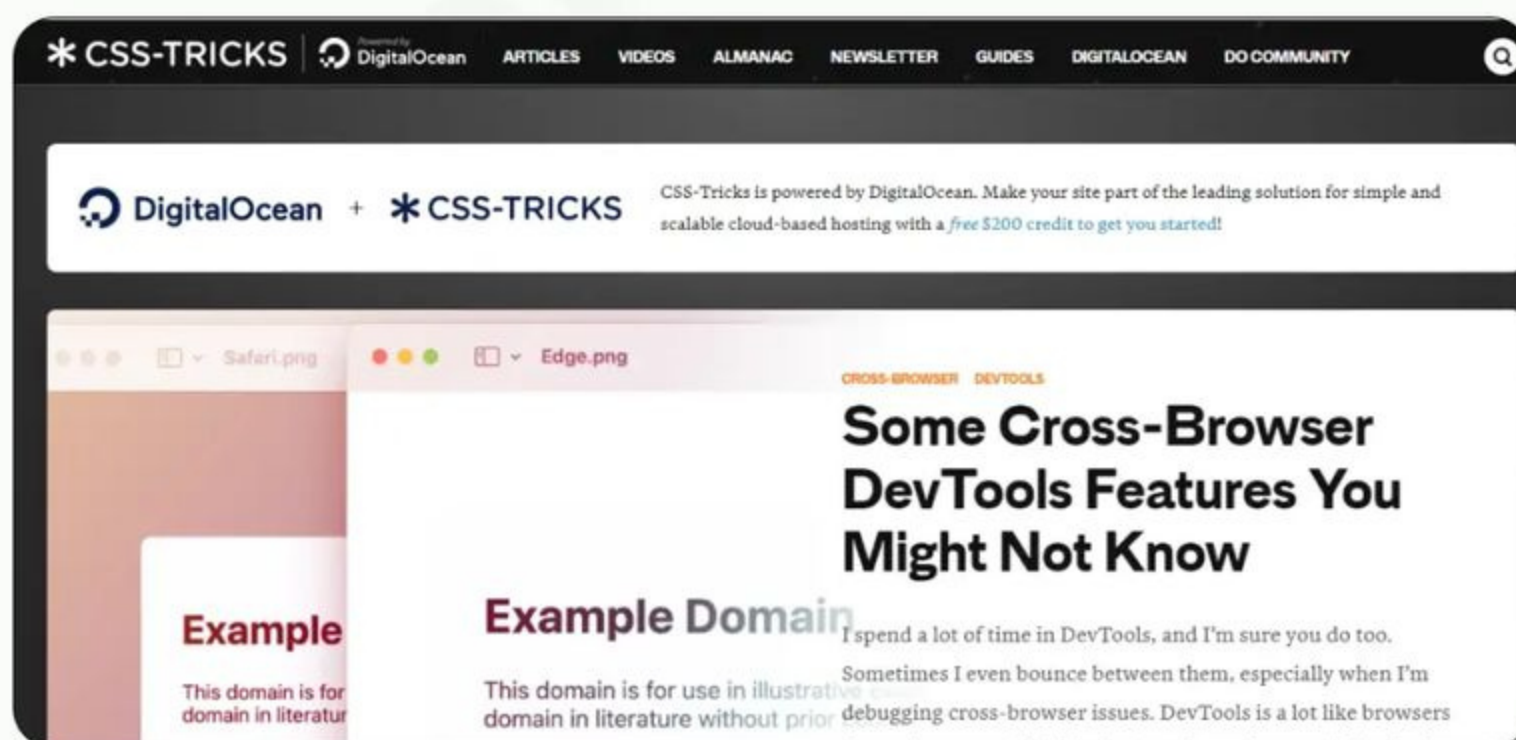 CSS-TRICKS
Powered by
DigitalOcean
ARTICLES VIDEOS ALMANAC NEWSLETTER GUIDES DIGITALOCEAN DO COMMUNITY
DigitalOcean + CSS-TRICKS
CSS-Tricks is powered by DigitalOcean. Make your site part of the leading solution for simple and
scalable cloud-based hosting with a free $200 credit to get you started!
Safari.png
Edge.png
Example
This domain is for
domain in literatur
Example Domain
This domain is for use in illustrative
domain in literature without prior
CROSS-BROWSER DEVTOOLS
Some Cross-Browser
DevTools Features You
Might Not Know
I spend a lot of time in DevTools, and I'm sure you do too.
Sometimes I even bounce between them, especially when I'm
debugging cross-browser issues. DevTools is a lot like browsers